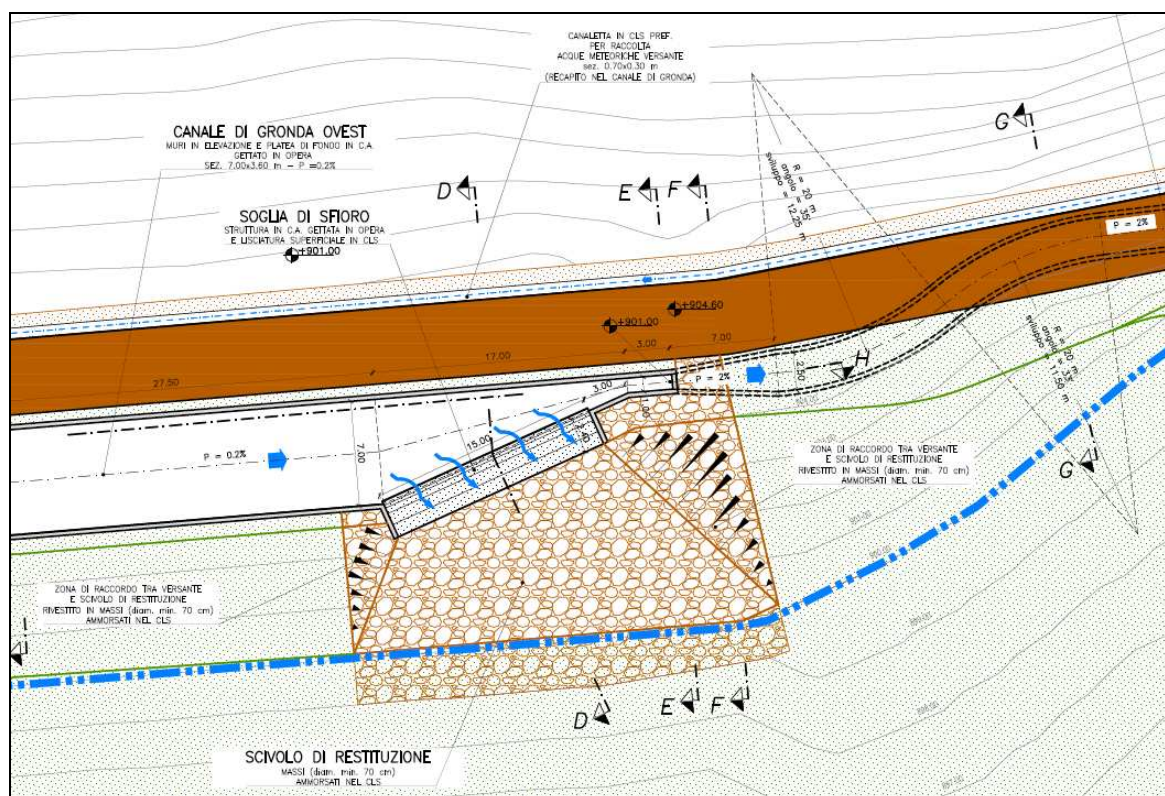 CANALETTA IN CLS PREF.
PER RACCOLTA
ACQUE METEORICHE VERSANTE
sez. 0.70x0.30 m
(RECAPITO NEL CANALE DI GRONDA)
CANALE DI GRONDA OVEST
MURI IN ELEVAZIONE E PLATEA DI FONDO IN C.A.
GETTATO IN OPERA
SEZ. 7.00x3.60 m - P =0.2%
G
D
E
F
R = 20 m
angolo = 35°
sviluppo = 12.25 m
SOGLIA DI SFIORO
STRUTTURA IN C.A. GETTATA IN OPERA
E LISCIATURA SUPERFICIALE IN CLS
+901.00
P = 2%
+904.60
+901.00
3.00
7.00
17.00
27.50
2.50
H
P = 2%
3.00
1.00
R = 20 m
angolo = 33°
sviluppo = 11.56 m
2.40
15.00
7.00
P = 0.2%
ZONA DI RACCORDO TRA VERSANTE
E SCIVOLO DI RESTITUZIONE
RIVESTITO IN MASSI (diam. min. 70 cm)
AMMORSATI NEL CLS
G
ZONA DI RACCORDO TRA VERSANTE
E SCIVOLO DI RESTITUZIONE
RIVESTITO IN MASSI (diam. min. 70 cm)
AMMORSATI NEL CLS
D
E
F
SCIVOLO DI RESTITUZIONE
MASSI (diam. min. 70 cm)
AMMORSATI NEL CLS